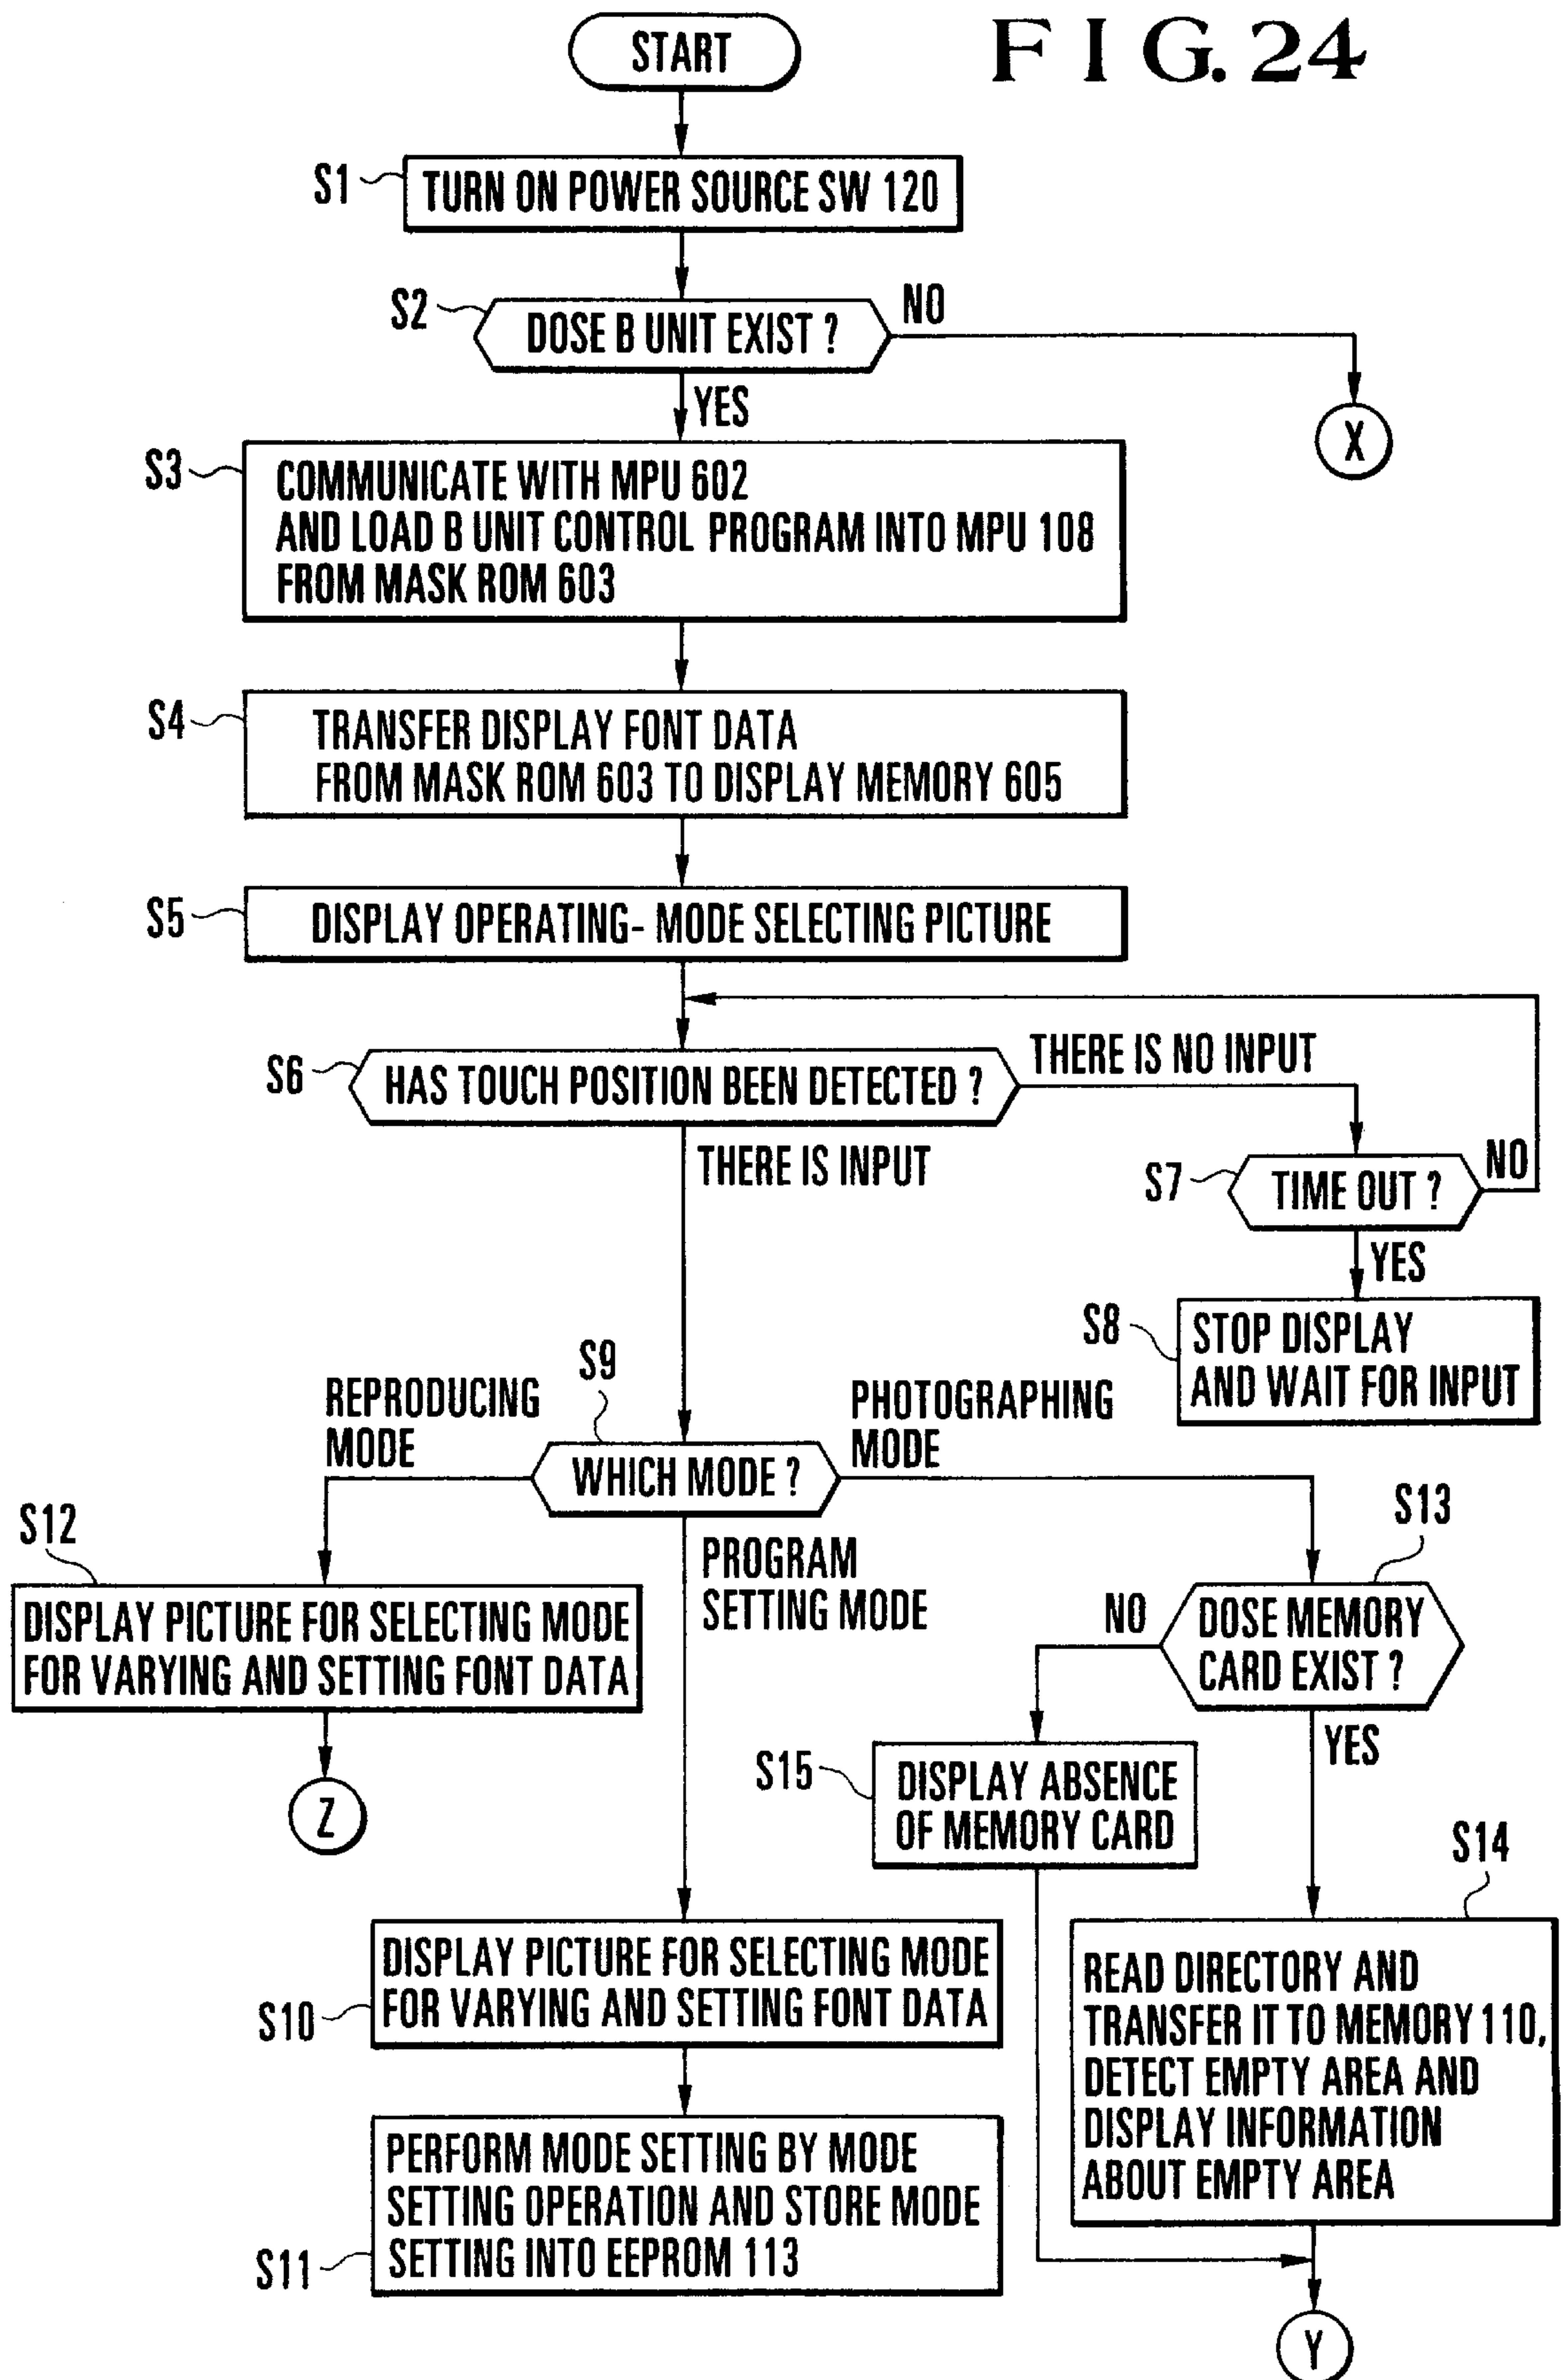 START
FIG. 24
S1
TURN ON POWER SOURCE SW 120
S2
DOSE B UNIT EXIST ?
NO
YES
X
S3
COMMUNICATE WITH MPU 602
AND LOAD B UNIT CONTROL PROGRAM INTO MPU 108
FROM MASK ROM 603
S4
TRANSFER DISPLAY FONT DATA
FROM MASK ROM 603 TO DISPLAY MEMORY 605
S5
DISPLAY OPERATING- MODE SELECTING PICTURE
S6
HAS TOUCH POSITION BEEN DETECTED ?
THERE IS NO INPUT
THERE IS INPUT
S7
TIME OUT ?
NO
YES
S8
STOP DISPLAY
AND WAIT FOR INPUT
S9
REPRODUCING
MODE
WHICH MODE ?
PHOTOGRAPHING
MODE
PROGRAM
SETTING MODE
S12
DISPLAY PICTURE FOR SELECTING MODE
FOR VARYING AND SETTING FONT DATA
Z
S13
DOSE MEMORY
CARD EXIST ?
NO
YES
S15
DISPLAY ABSENCE
OF MEMORY CARD
S14
READ DIRECTORY AND
TRANSFER IT TO MEMORY 110,
DETECT EMPTY AREA AND
DISPLAY INFORMATION
ABOUT EMPTY AREA
S10
DISPLAY PICTURE FOR SELECTING MODE
FOR VARYING AND SETTING FONT DATA
S11
PERFORM MODE SETTING BY MODE
SETTING OPERATION AND STORE MODE
SETTING INTO EEPROM 113
Y